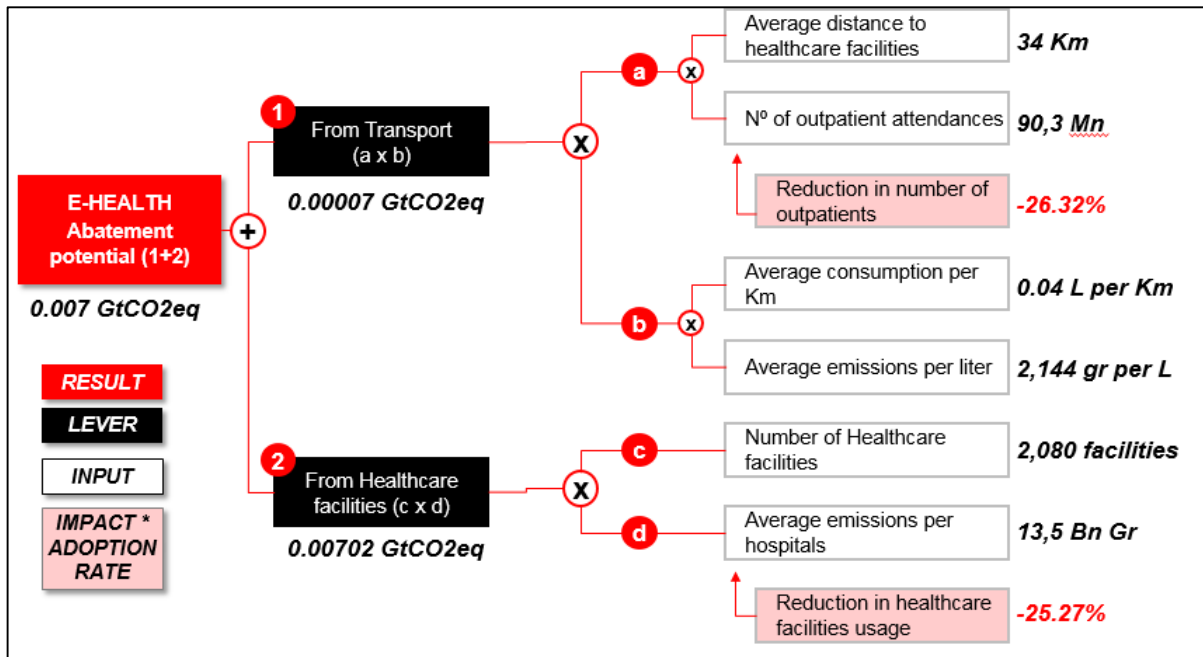 E-HEALTH
Abatement
potential (1+2)
0.007 GtCO2eq
+
1
From Transport
(a x b)
0.00007 GtCO2eq
x
a
x
Average distance to
healthcare facilities
34 Km
Nº of outpatient attendances
90,3 Mn
Reduction in number of
outpatients
-26.32%
b
x
Average consumption per
Km
0.04 L per Km
Average emissions per liter
2,144 gr per L
2
From Healthcare
facilities (c x d)
0.00702 GtCO2eq
x
c
Number of Healthcare
facilities
2,080 facilities
d
Average emissions per
hospitals
13,5 Bn Gr
Reduction in healthcare
facilities usage
-25.27%
RESULT
LEVER
INPUT
IMPACT *
ADOPTION
RATE